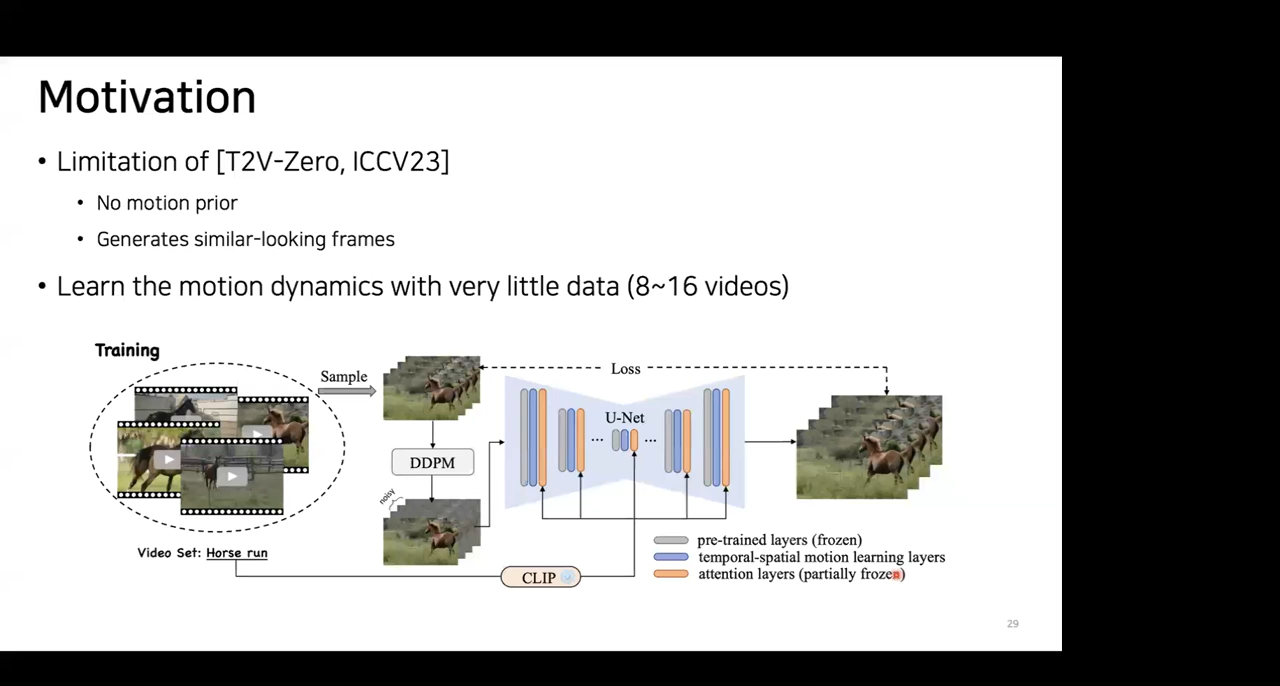 Motivation
• Limitation of [T2V-Zero, ICCV23]
• No motion prior
• Generates similar-looking frames
• Learn the motion dynamics with very little data (8~16 videos)
Training
Sample
Loss
U-Net
...
...
DDPM
noisy
Video Set: Horse run
CLIP
pre-trained layers (frozen)
temporal-spatial motion learning layers
attention layers (partially frozen)
29